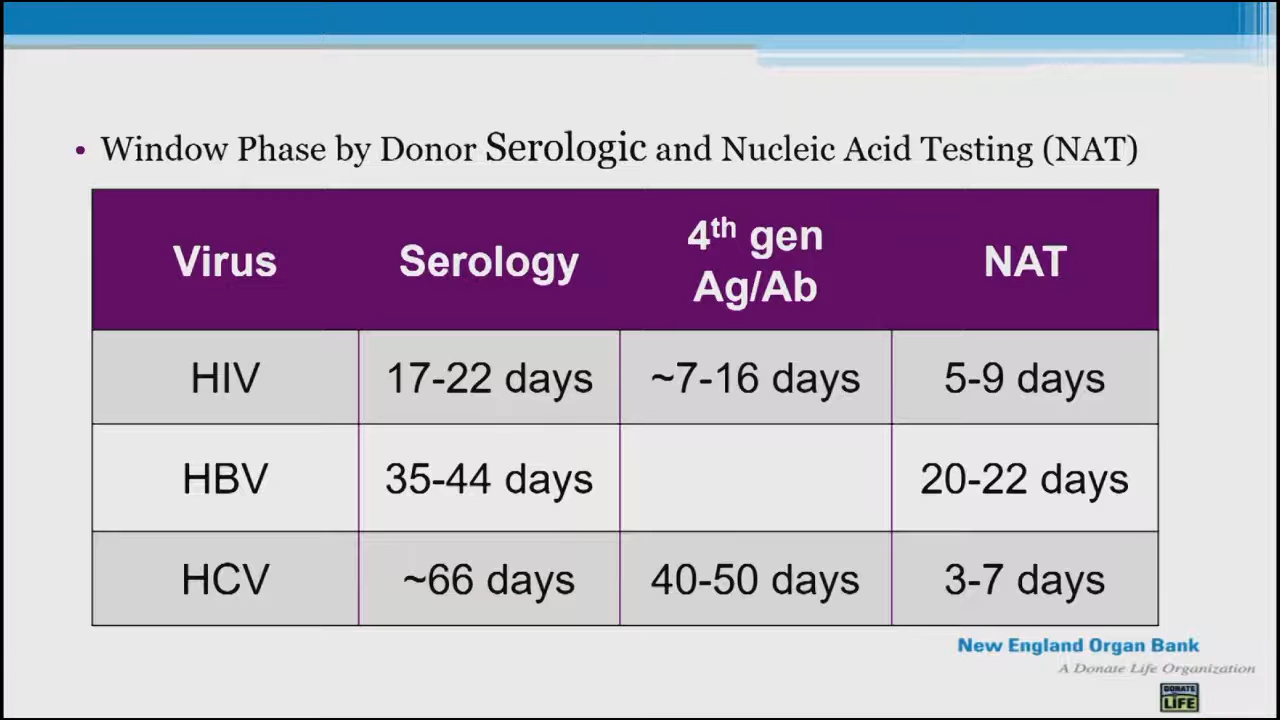 • Window Phase by Donor Serologic and Nucleic Acid Testing (NAT)
Virus Serology 4th gen Ag/Ab NAT
HIV 17-22 days ~7-16 days 5-9 days
HBV 35-44 days 20-22 days
HCV ~66 days 40-50 days 3-7 days
New England Organ Bank
A Donate Life Organization
DONATE
LIFE